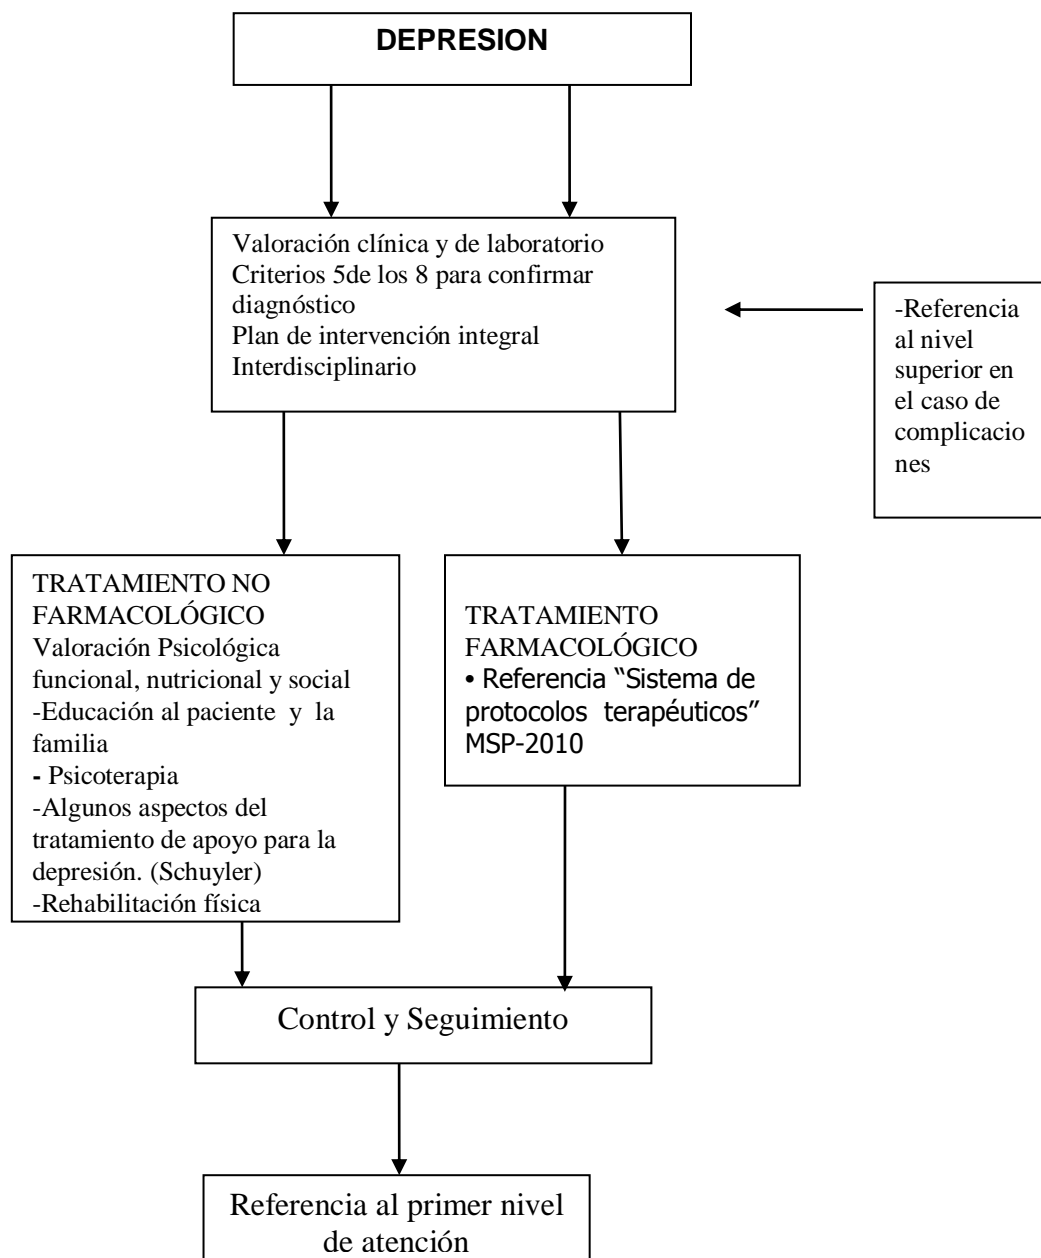 DEPRESION
Valoración clínica y de laboratorio
Criterios 5de los 8 para confirmar
diagnóstico
Plan de intervención integral
Interdisciplinario
-Referencia
al nivel
superior en
el caso de
complicacio
nes
TRATAMIENTO NO
FARMACOLÓGICO
Valoración Psicológica
funcional, nutricional y social
-Educación al paciente y la
familia
- Psicoterapia
-Algunos aspectos del
tratamiento de apoyo para la
depresión. (Schuyler)
-Rehabilitación física
TRATAMIENTO
FARMACOLÓGICO
• Referencia “Sistema de
protocolos terapéuticos”
MSP-2010
Control y Seguimiento
Referencia al primer nivel
de atención